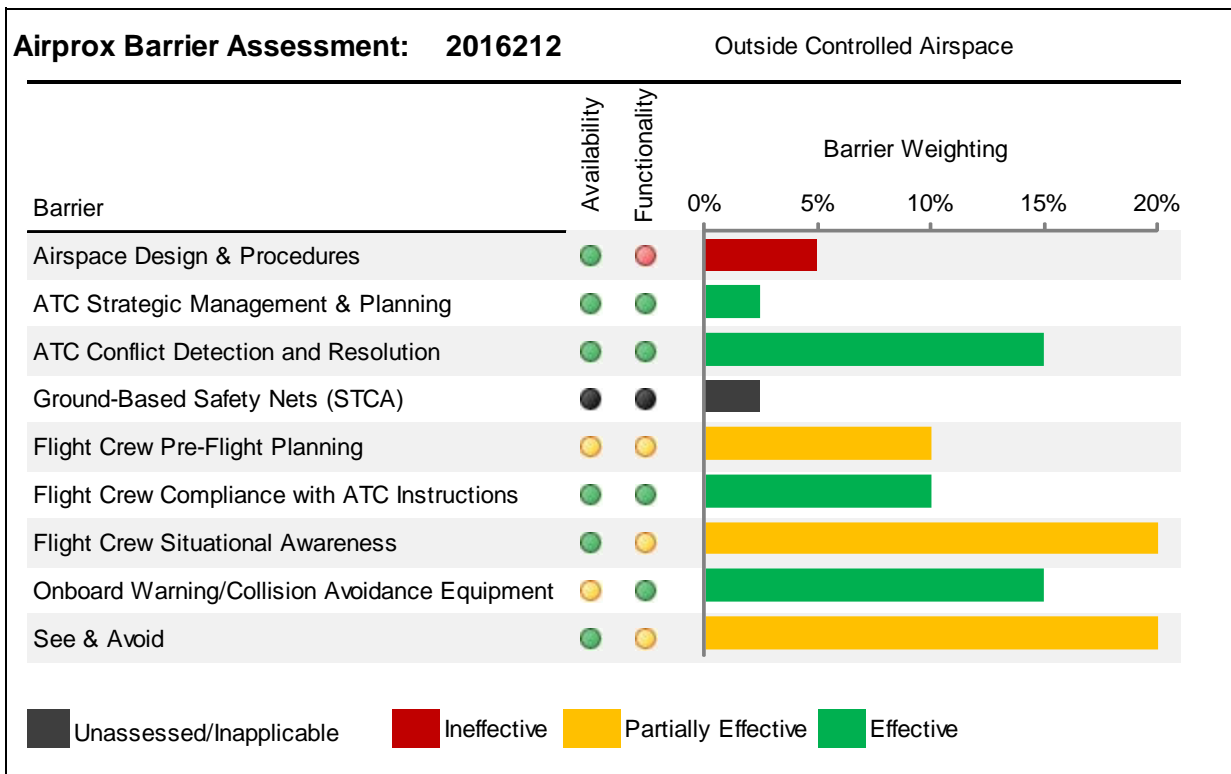 Airprox Barrier Assessment: 2016212 Outside Controlled Airspace
Availability
Functionality
Barrier Weighting
Barrier
0% 5% 10% 15% 20%
Airspace Design & Procedures
ATC Strategic Management & Planning
ATC Conflict Detection and Resolution
Ground-Based Safety Nets (STCA)
Flight Crew Pre-Flight Planning
Flight Crew Compliance with ATC Instructions
Flight Crew Situational Awareness
Onboard Warning/Collision Avoidance Equipment
See & Avoid
Unassessed/Inapplicable Ineffective Partially Effective Effective